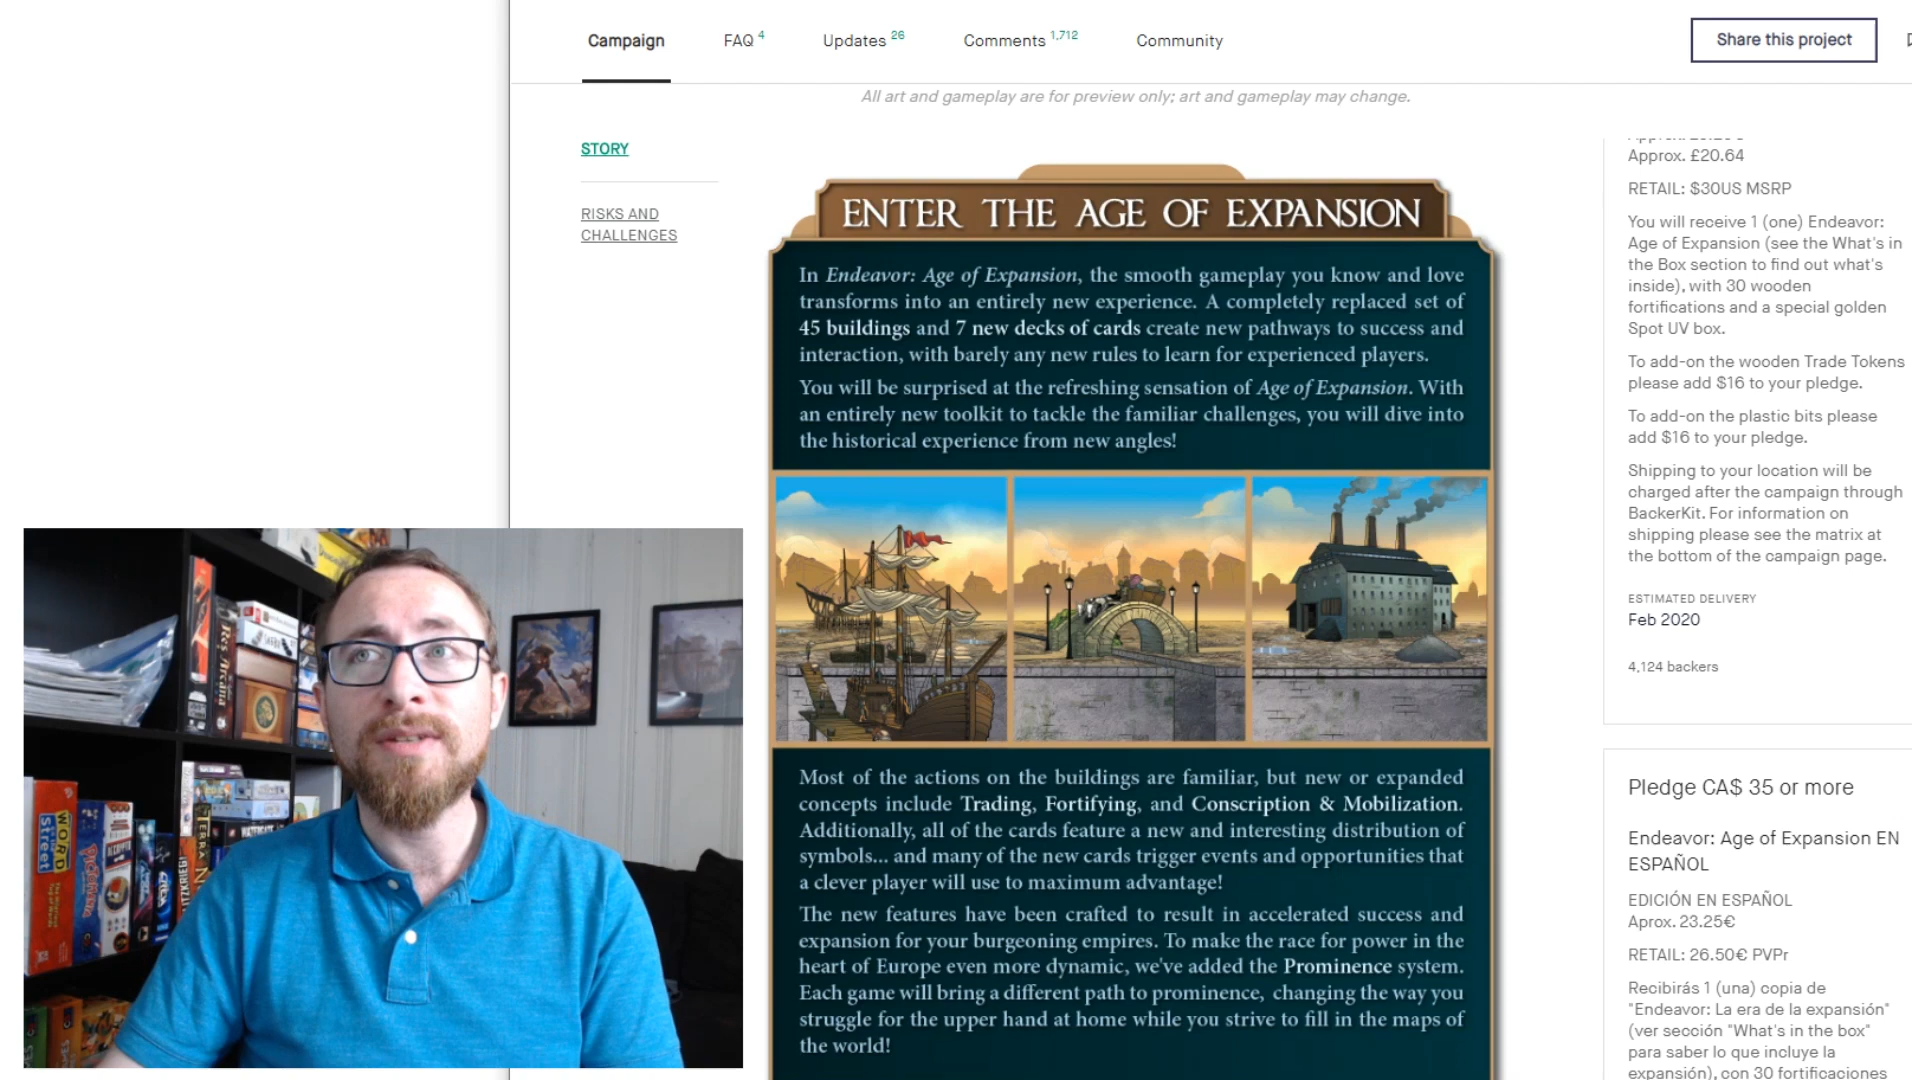 Campaign
FAQ 4
Updates 26
Comments 1,712
Community
Share this project
All art and gameplay are for preview only; art and gameplay may change.
STORY
RISKS AND
CHALLENGES
ENTER THE AGE OF EXPANSION
In Endeavor: Age of Expansion, the smooth gameplay you know and love
transforms into an entirely new experience. A completely replaced set of
45 buildings and 7 new decks of cards create new pathways to success and
interaction, with barely any new rules to learn for experienced players.
You will be surprised at the refreshing sensation of Age of Expansion. With
an entirely new toolkit to tackle the familiar challenges, you will dive into
the historical experience from new angles!
Most of the actions on the buildings are familiar, but new or expanded
concepts include Trading, Fortifying, and Conscription & Mobilization.
Additionally, all of the cards feature a new and interesting distribution of
symbols... and many of the new cards trigger events and opportunities that
a clever player will use to maximum advantage!
The new features have been crafted to result in accelerated success and
expansion for your burgeoning empires. To make the race for power in the
heart of Europe even more dynamic, we've added the Prominence system.
Each game will bring a different path to prominence, changing the way you
struggle for the upper hand at home while you strive to fill in the maps of
the world!
Approx. £20.64
RETAIL: $30US MSRP
You will receive 1 (one) Endeavor:
Age of Expansion (see the What's in
the Box section to find out what's
inside), with 30 wooden
fortifications and a special golden
Spot UV box.
To add-on the wooden Trade Tokens
please add $16 to your pledge.
To add-on the plastic bits please
add $16 to your pledge.
Shipping to your location will be
charged after the campaign through
BackerKit. For information on
shipping please see the matrix at
the bottom of the campaign page.
ESTIMATED DELIVERY
Feb 2020
4,124 backers
Pledge CA$ 35 or more
Endeavor: Age of Expansion EN
ESPAÑOL
EDICIÓN EN ESPAÑOL
Aprox. 23.25€
RETAIL: 26.50€ PVPr
Recibirás 1 (una) copia de
"Endeavor: La era de la expansión"
(ver sección "What's in the box"
para saber lo que incluye la
expansión), con 30 fortificaciones
Res Arcana
WORD
on the
Street
PICTOMANIA
DECRYPTO
BLITZKRIEG!
TERRA
WATERGATE